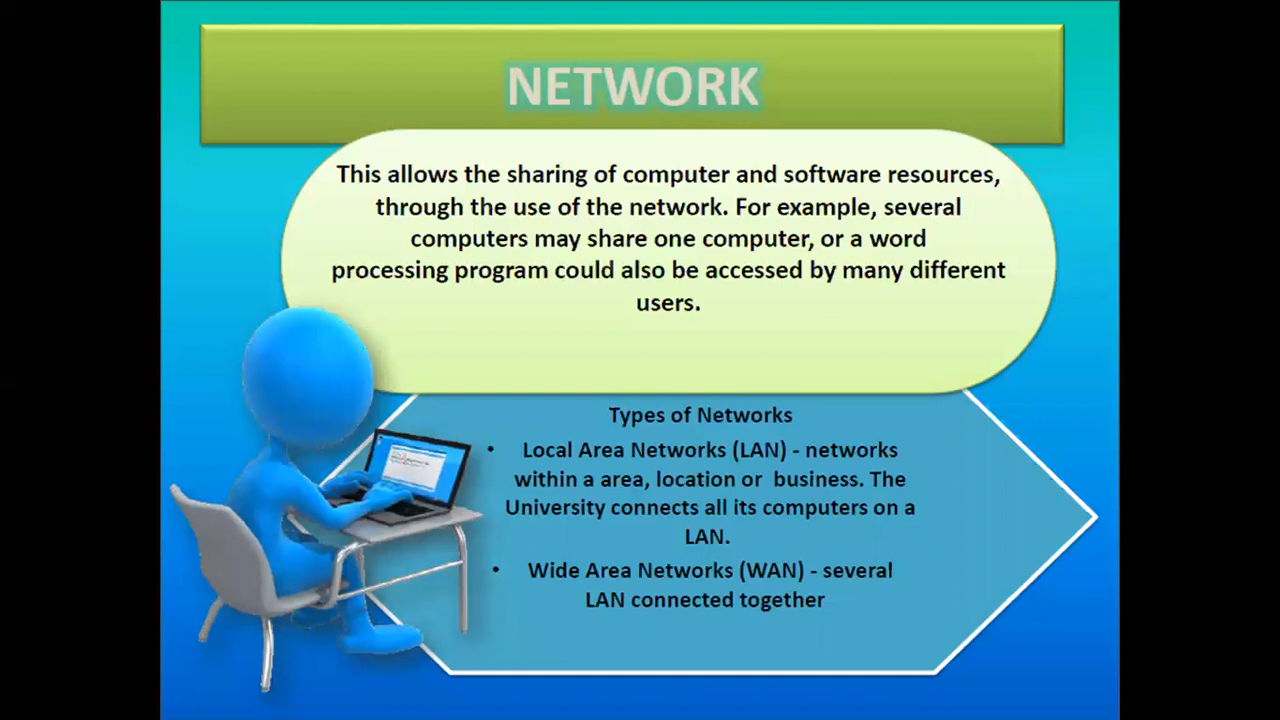 NETWORK
This allows the sharing of computer and software resources,
through the use of the network. For example, several
computers may share one computer, or a word
processing program could also be accessed by many different
users.
Types of Networks
• Local Area Networks (LAN) - networks
within a area, location or business. The
University connects all its computers on a
LAN.
• Wide Area Networks (WAN) - several
LAN connected together